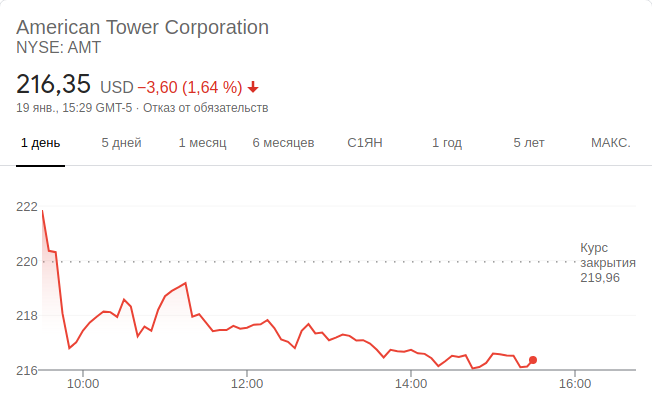 American Tower Corporation
NYSE: AMT
216,35 USD −3,60 (1,64 %) ↓
19 янв., 15:29 GMT-5 · Отказ от обязательств
1 день 5 дней 1 месяц 6 месяцев С1ЯН 1 год 5 лет МАКС.
222
220
218
216
Курс
закрытия
219,96
10:00 12:00 14:00 16:00